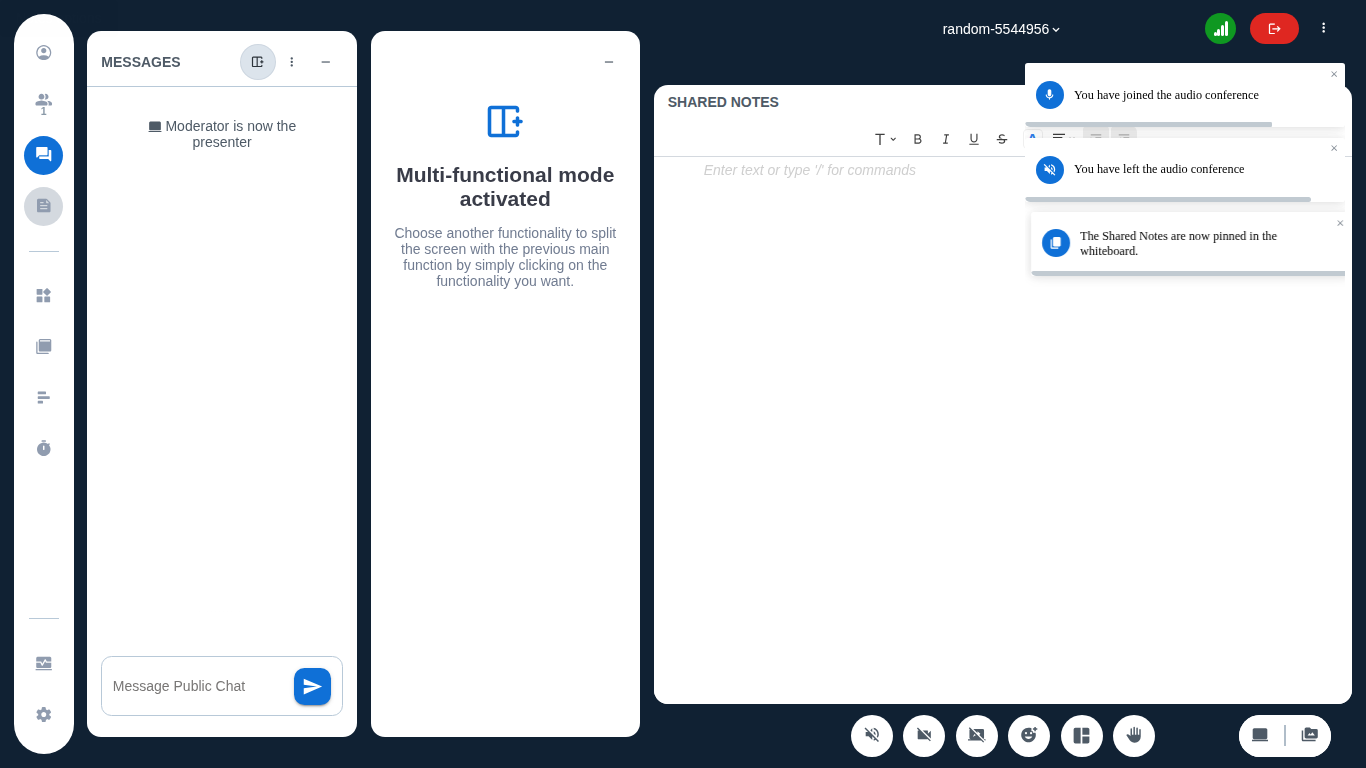 random-5544956
MESSAGES
1
Moderator is now the
presenter
Message Public Chat
Multi-functional mode
activated
Choose another functionality to split
the screen with the previous main
function by simply clicking on the
functionality you want.
SHARED NOTES
Enter text or type '/' for commands
You have joined the audio conference
You have left the audio conference
The Shared Notes are now pinned in the
whiteboard.